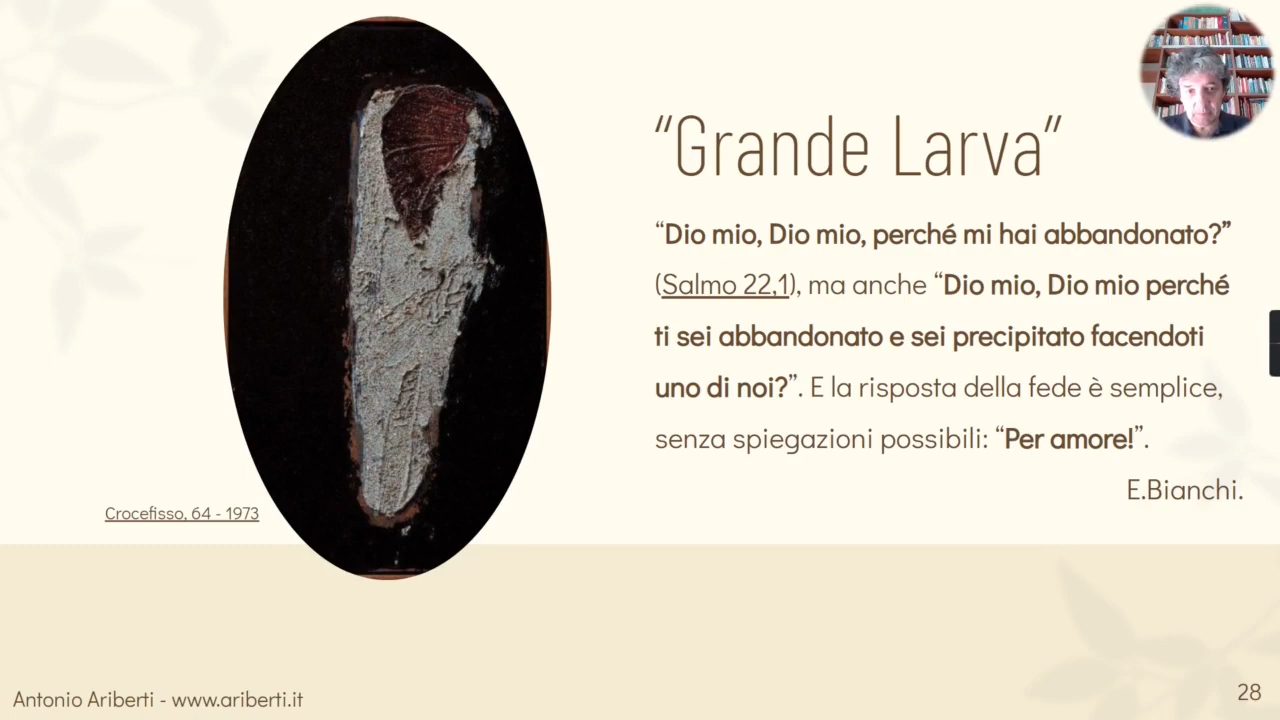 “Grande Larva”
“Dio mio, Dio mio, perché mi hai abbandonato?”
(Salmo 22,1), ma anche “Dio mio, Dio mio perché
ti sei abbandonato e sei precipitato facendoti
uno di noi?”. E la risposta della fede è semplice,
senza spiegazioni possibili: “Per amore!”.
E.Bianchi.
Crocefisso, 64 - 1973
Antonio Ariberti - www.ariberti.it
28